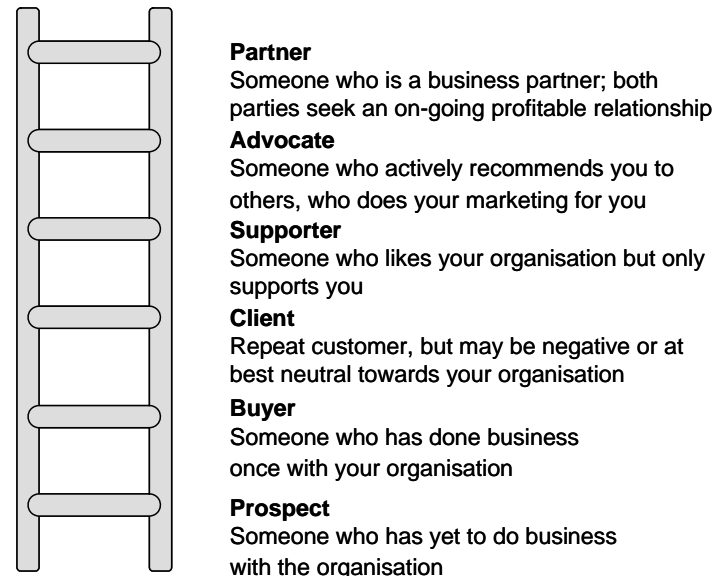 Partner
Someone who is a business partner; both
parties seek an on-going profitable relationship
Advocate
Someone who actively recommends you to
others, who does your marketing for you
Supporter
Someone who likes your organisation but only
supports you
Client
Repeat customer, but may be negative or at
best neutral towards your organisation
Buyer
Someone who has done business
once with your organisation
Prospect
Someone who has yet to do business
with the organisation